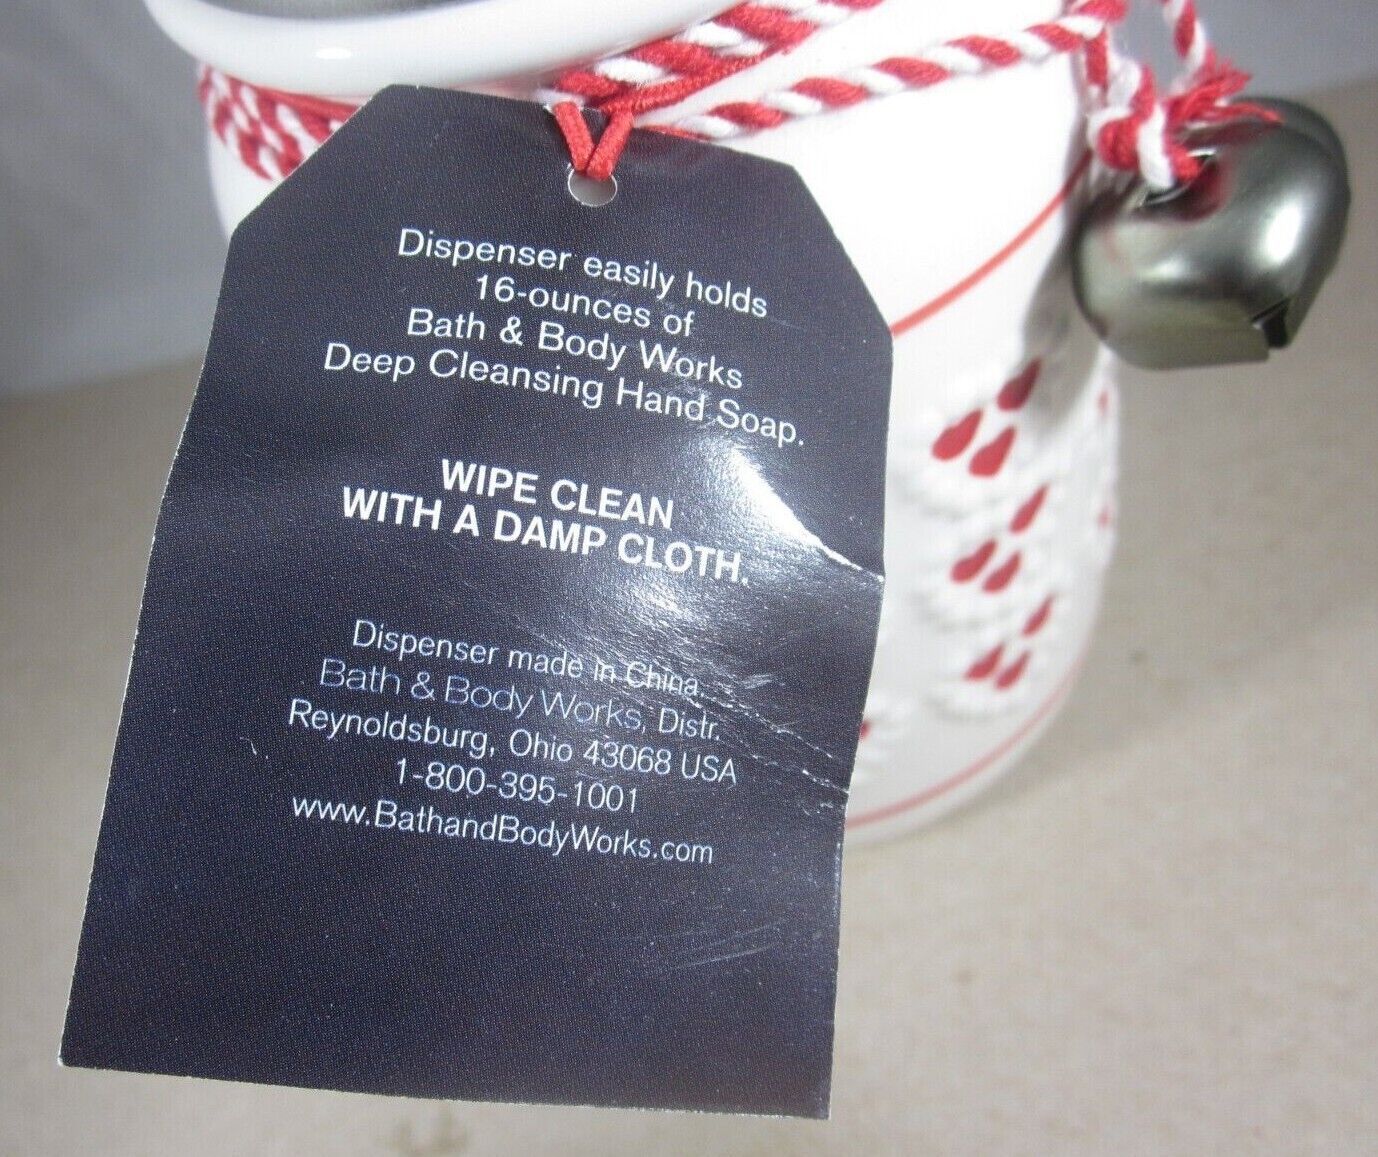 Dispenser easily holds
16-ounces of
Bath & Body Works
Deep Cleansing Hand Soap.
WIPE CLEAN
WITH A DAMP CLOTH.
Dispenser made in China.
Bath & Body Works, Distr.
Reynoldsburg, Ohio 43068 USA
1-800-395-1001
www.BathandBodyWorks.com